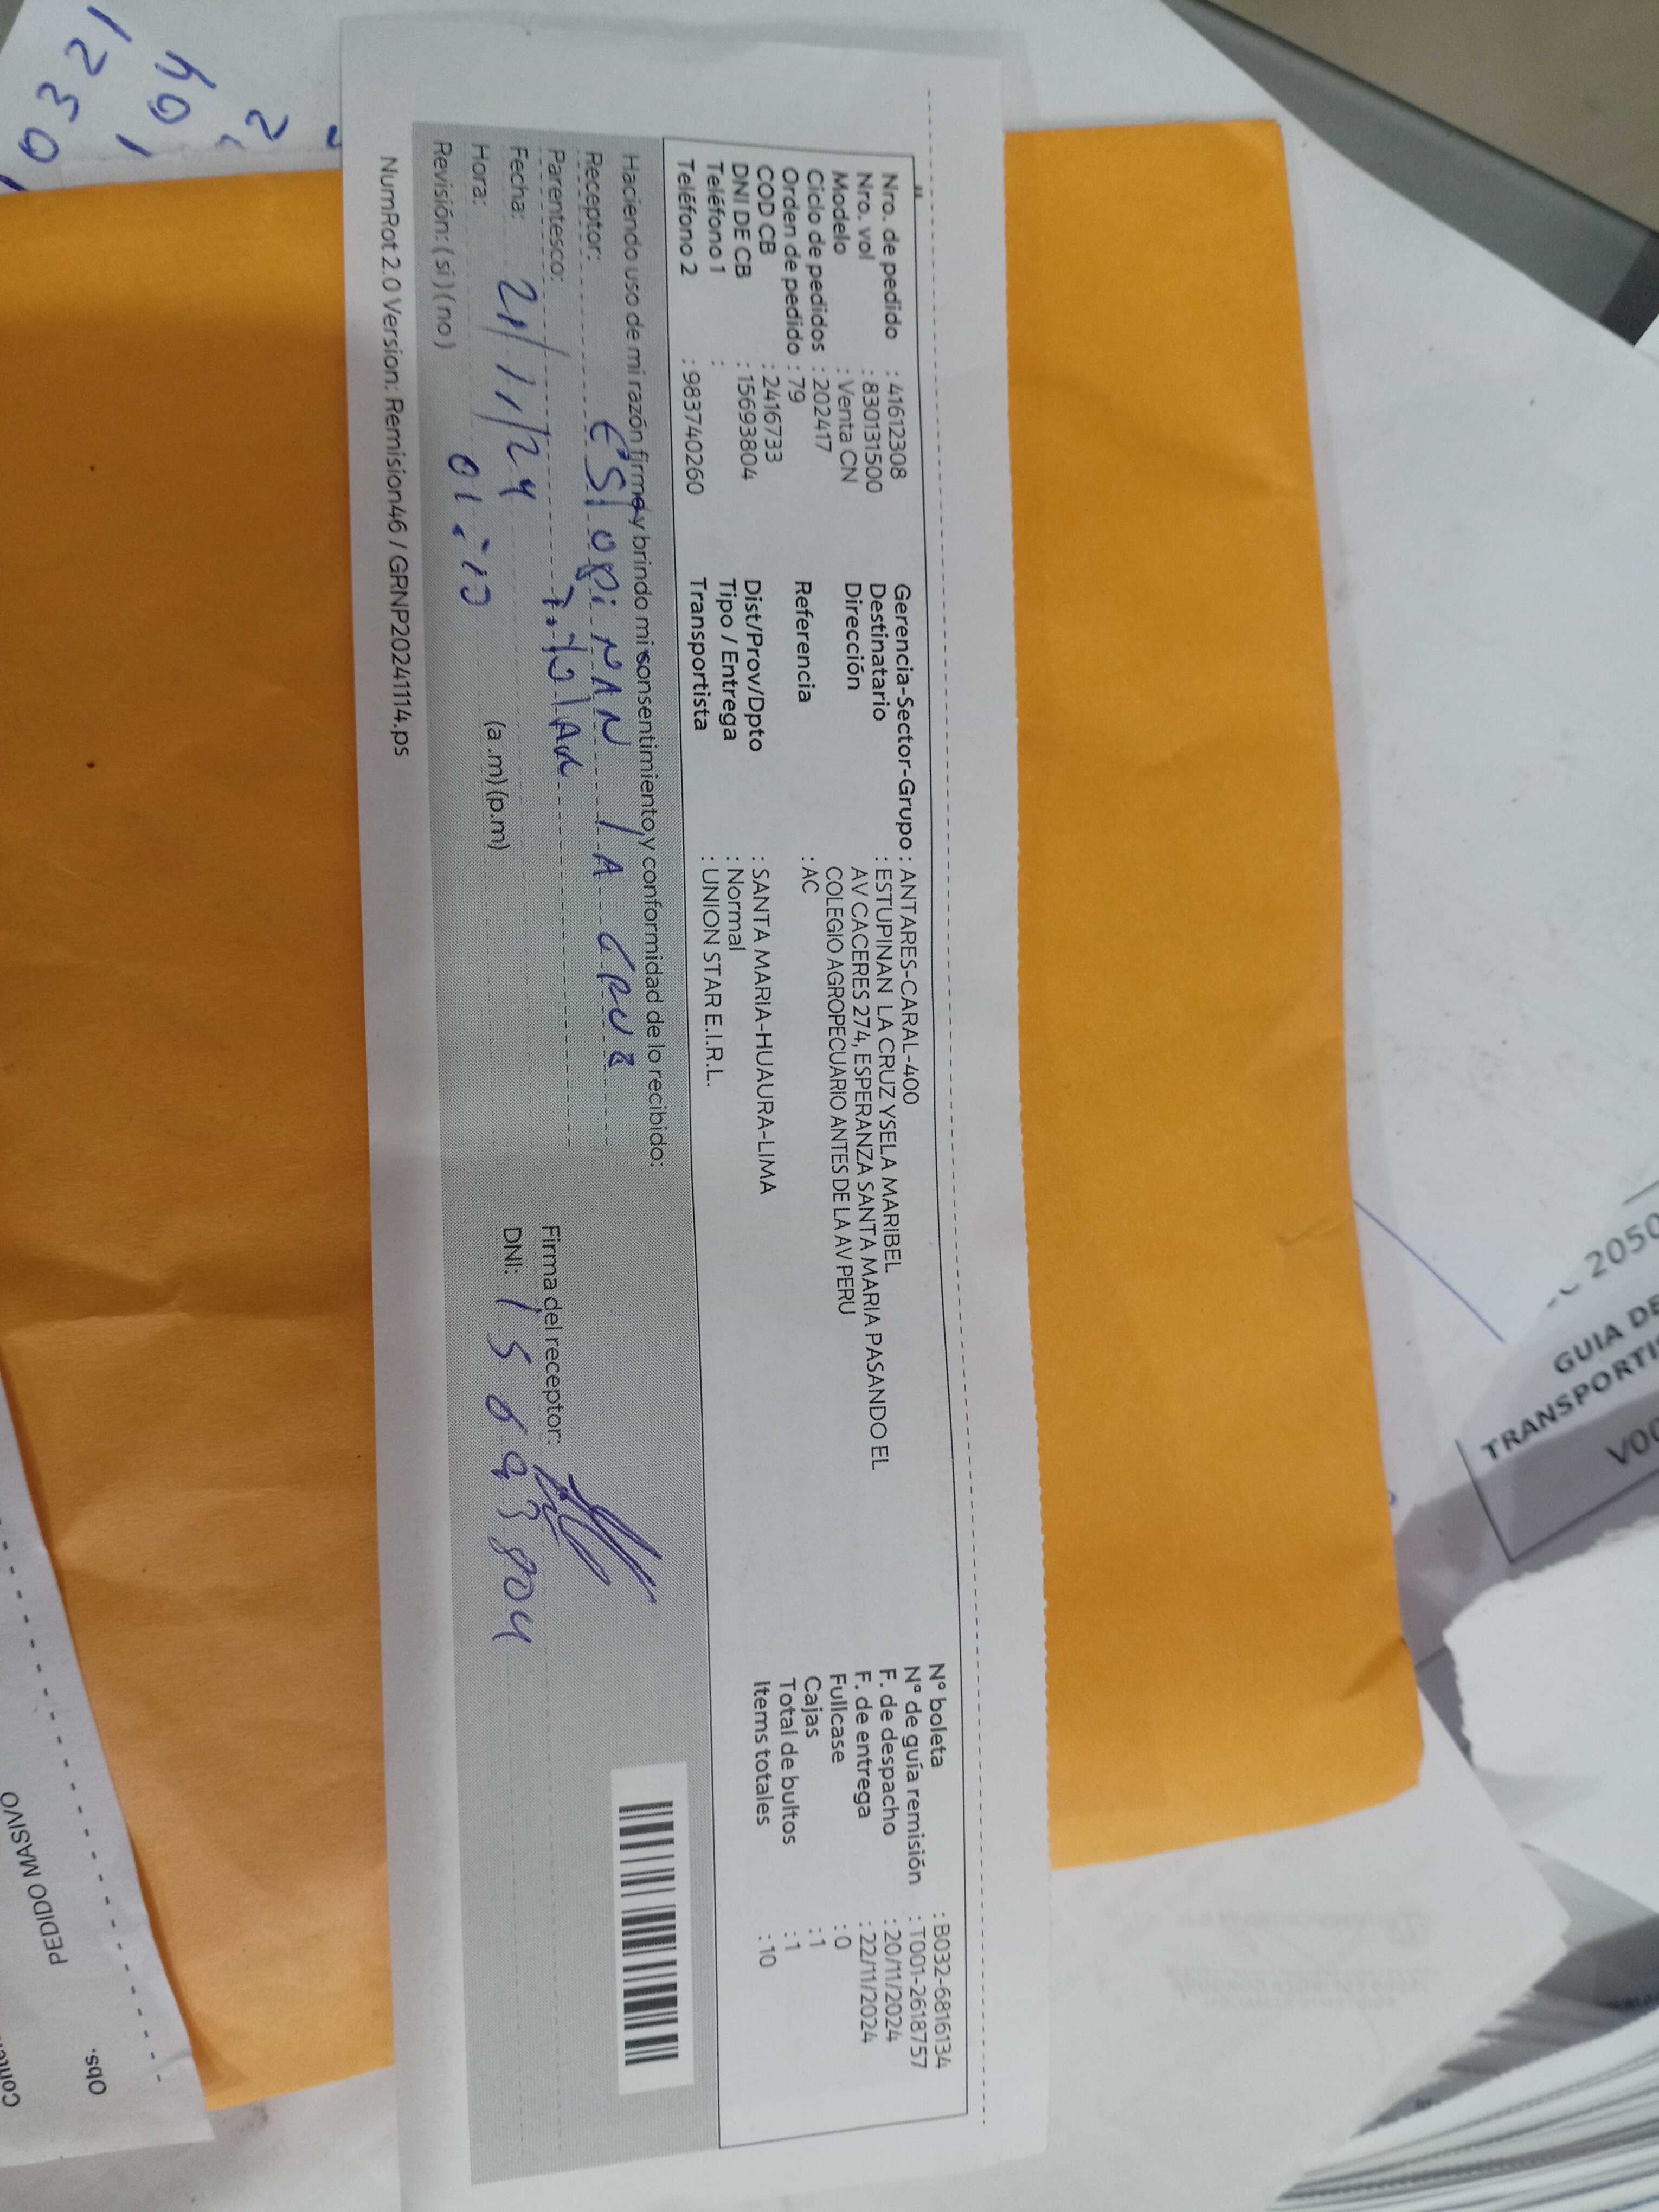 Nro. de pedido : 41612308
Nro. vol : 830131500
Modelo : Venta CN
Ciclo de pedidos : 202417
Orden de pedido : 79
COD CB : 2416733
DNI DE CB : 15693804
Teléfono 1 :
Teléfono 2 : 983740260
Gerencia-Sector-Grupo : ANTARES-CARAL-400
Destinatario : ESTUPINAN LA CRUZ YSELA MARIBEL
Dirección AV CACERES 274, ESPERANZA SANTA MARIA PASANDO EL
COLEGIO AGROPECUARIO ANTES DE LA AV PERU
Referencia : AC
Dist/Prov/Dpto : SANTA MARIA-HUAURA-LIMA
Tipo / Entrega : Normal
Transportista : UNION STAR E.I.R.L.
N° boleta : B032-6816134
N° de guía remisión : T001-2618757
F. de despacho : 20/11/2024
F. de entrega : 22/11/2024
Fullcase : 0
Cajas : 1
Total de bultos : 1
Items totales : 10
Haciendo uso de mi razón firmo y brindo mi consentimiento y conformidad de lo recibido:
Receptor: ESTOPIÑAN LA CRUZ
Parentesco: TITULAR
Fecha: 21/11/24
Hora: (a.m) (p.m)
Revisión: ( si ) ( no )
Firma del receptor:
DNI: 15693804
NumRot 2.0 Version: Remision46 / GRNP20241114.ps
2050
GUIA DE
TRANSPORTI
V00
PEDIDO MASIVO
Obs.